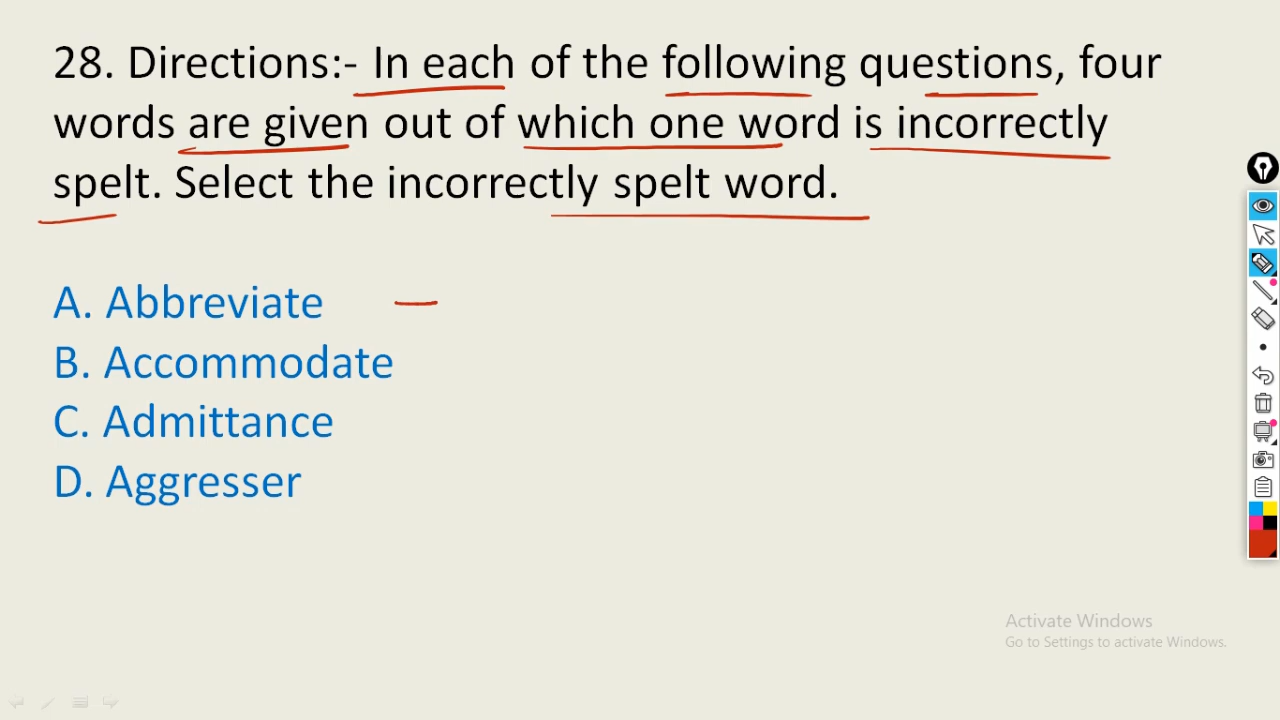 28. Directions:- In each of the following questions, four
words are given out of which one word is incorrectly
spelt. Select the incorrectly spelt word.
A. Abbreviate
B. Accommodate
C. Admittance
D. Aggresser
Activate Windows
Go to Settings to activate Windows.